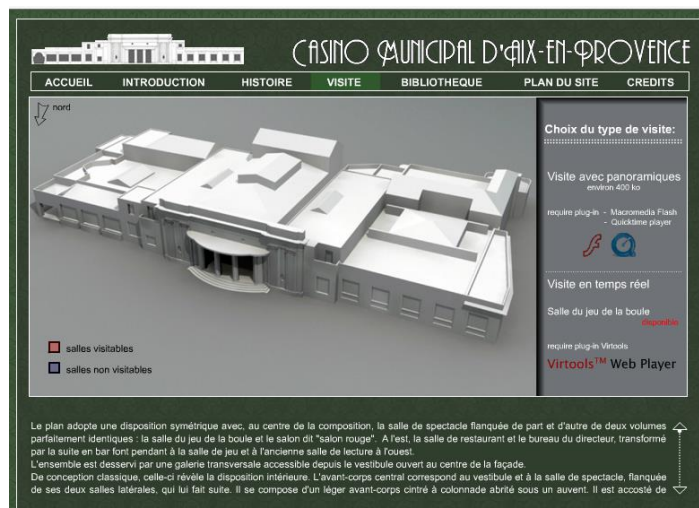 CASINO MUNICIPAL D'AIX-EN-PROVENCE
ACCUEIL INTRODUCTION HISTOIRE VISITE BIBLIOTHEQUE PLAN DU SITE CREDITS
nord
salles visitables
salles non visitables
Choix du type de visite:
Visite avec panoramiques
environ 400 ko
require plug-in - Macromedia Flash
- Quicktime player
Visite en temps réel
Salle du jeu de la boule
disponible
require plug-in Virtools
Virtools™ Web Player
Le plan adopte une disposition symétrique avec, au centre de la composition, la salle de spectacle flanquée de part et d'autre de deux volumes
parfaitement identiques : la salle du jeu de la boule et le salon dit "salon rouge". A l'est, la salle de restaurant et le bureau du directeur, transformé
par la suite en bar font pendant à la salle de jeu et à l'ancienne salle de lecture à l'ouest.
L'ensemble est desservi par une galerie transversale accessible depuis le vestibule ouvert au centre de la façade.
De conception classique, celle-ci révèle la disposition intérieure. L'avant-corps central correspond au vestibule et à la salle de spectacle, flanquée
de ses deux salles latérales, qui lui fait suite. Il se compose d'un léger avant-corps cintré à colonnade abrité sous un auvent. Il est accosté de